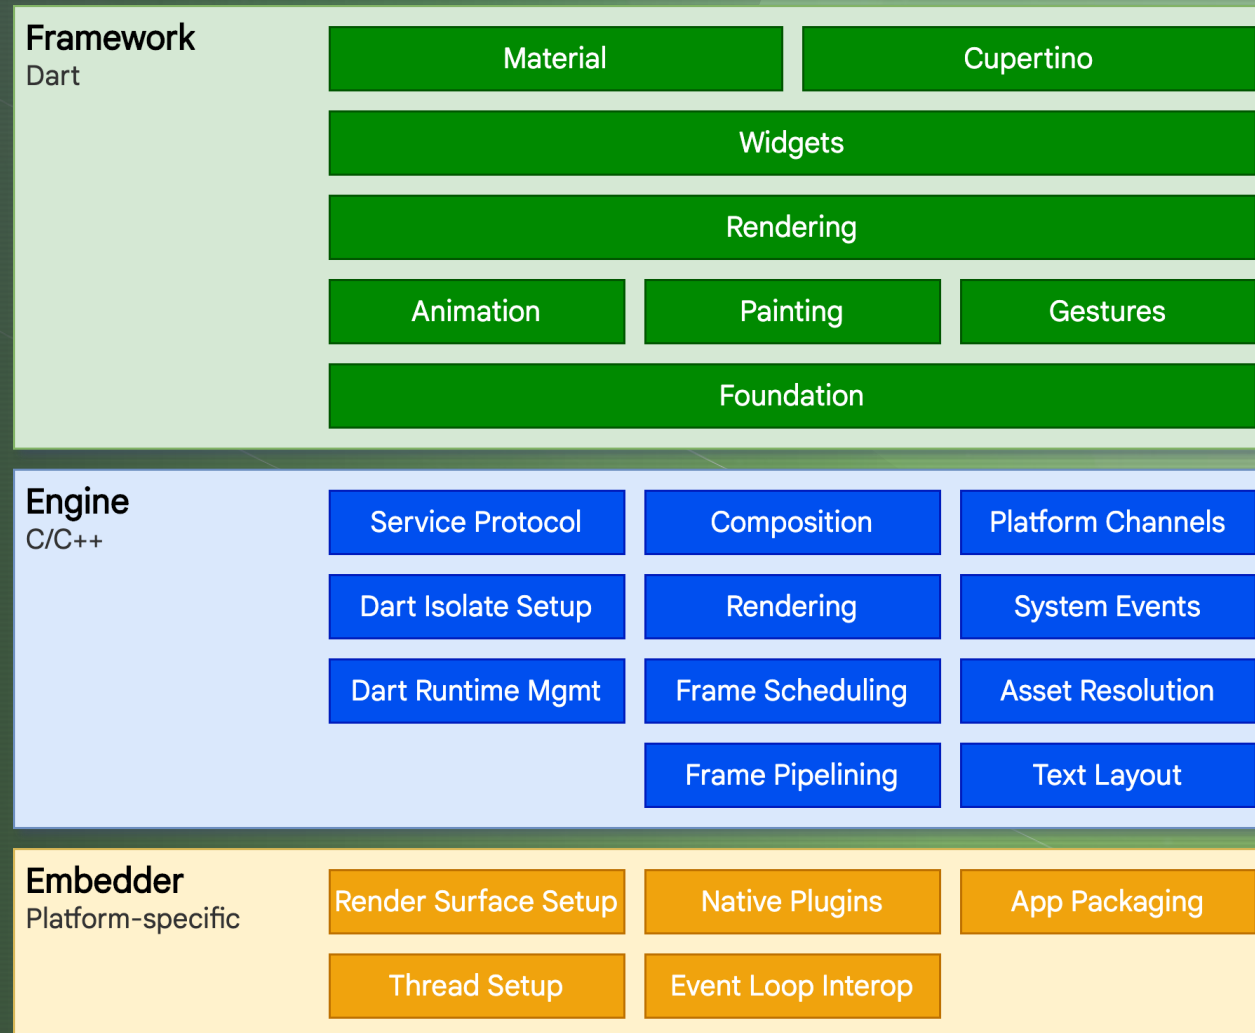 Framework
Dart
Material
Cupertino
Widgets
Rendering
Animation
Painting
Gestures
Foundation
Engine
C/C++
Service Protocol
Composition
Platform Channels
Dart Isolate Setup
Rendering
System Events
Dart Runtime Mgmt
Frame Scheduling
Asset Resolution
Frame Pipelining
Text Layout
Embedder
Platform-specific
Render Surface Setup
Native Plugins
App Packaging
Thread Setup
Event Loop Interop